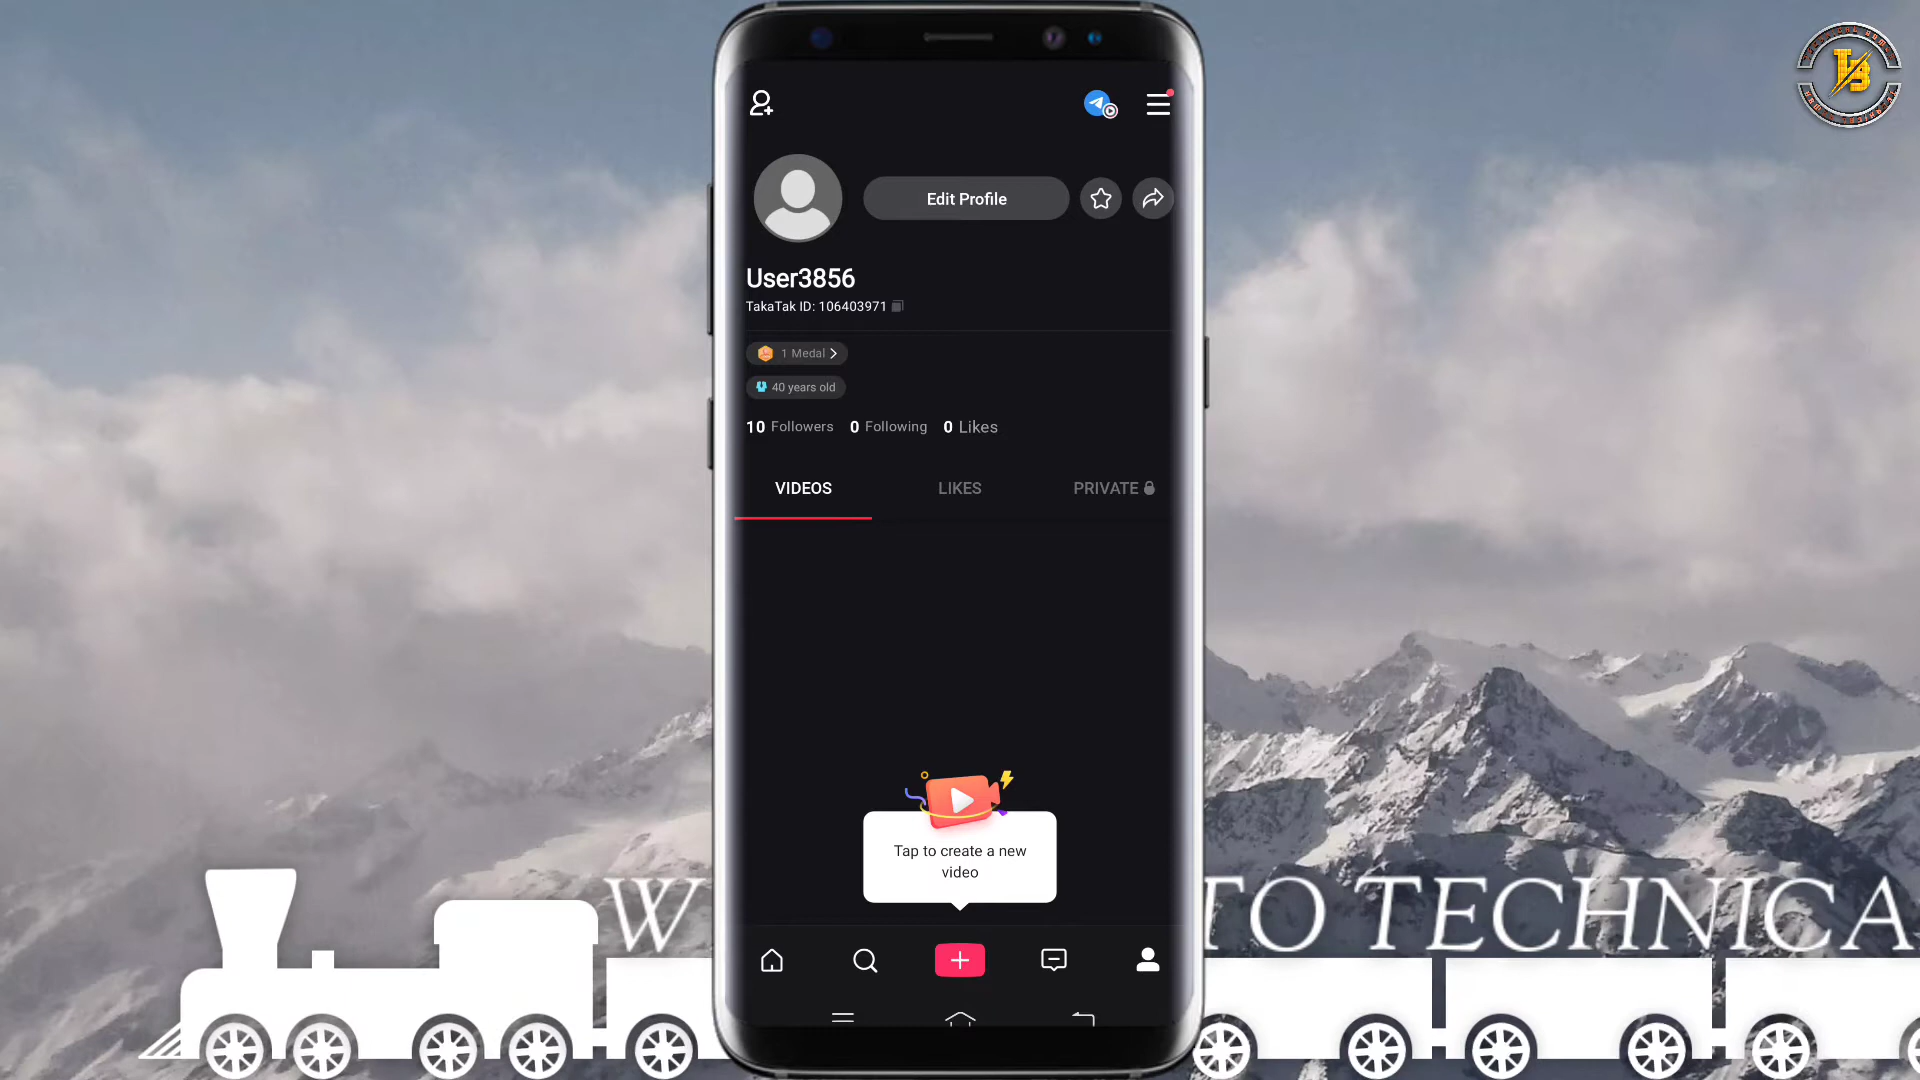 Edit Profile
User3856
TakaTak ID: 106403971
1 Medal
40 years old
10 Followers 0 Following 0 Likes
VIDEOS LIKES PRIVATE
Tap to create a new
video
W TO TECHNICA